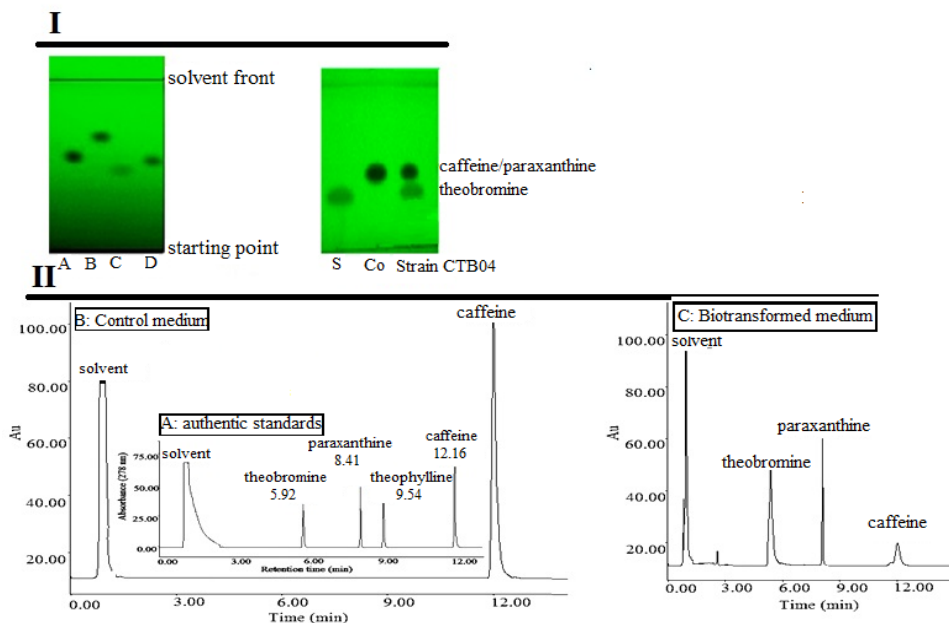 I
solvent front
starting point
A B C D
caffeine/paraxanthine
theobromine
S Co Strain CTB04
II
B: Control medium
caffeine
solvent
100.00
80.00
60.00
40.00
20.00
Au
0.00 3.00 6.00 9.00 12.00
Time (min)
A: authentic standards
solvent
paraxanthine
8.41
caffeine
12.16
theobromine
5.92
theophylline
9.54
75.00
50.00
25.00
0.00
Absorbance (278 nm)
0.00 3.00 6.00 9.00 12.00
Retention time (min)
C: Biotransformed medium
solvent
paraxanthine
theobromine
caffeine
100.00
80.00
60.00
40.00
20.00
Au
0.00 3.00 6.00 9.00 12.00
Time (min)